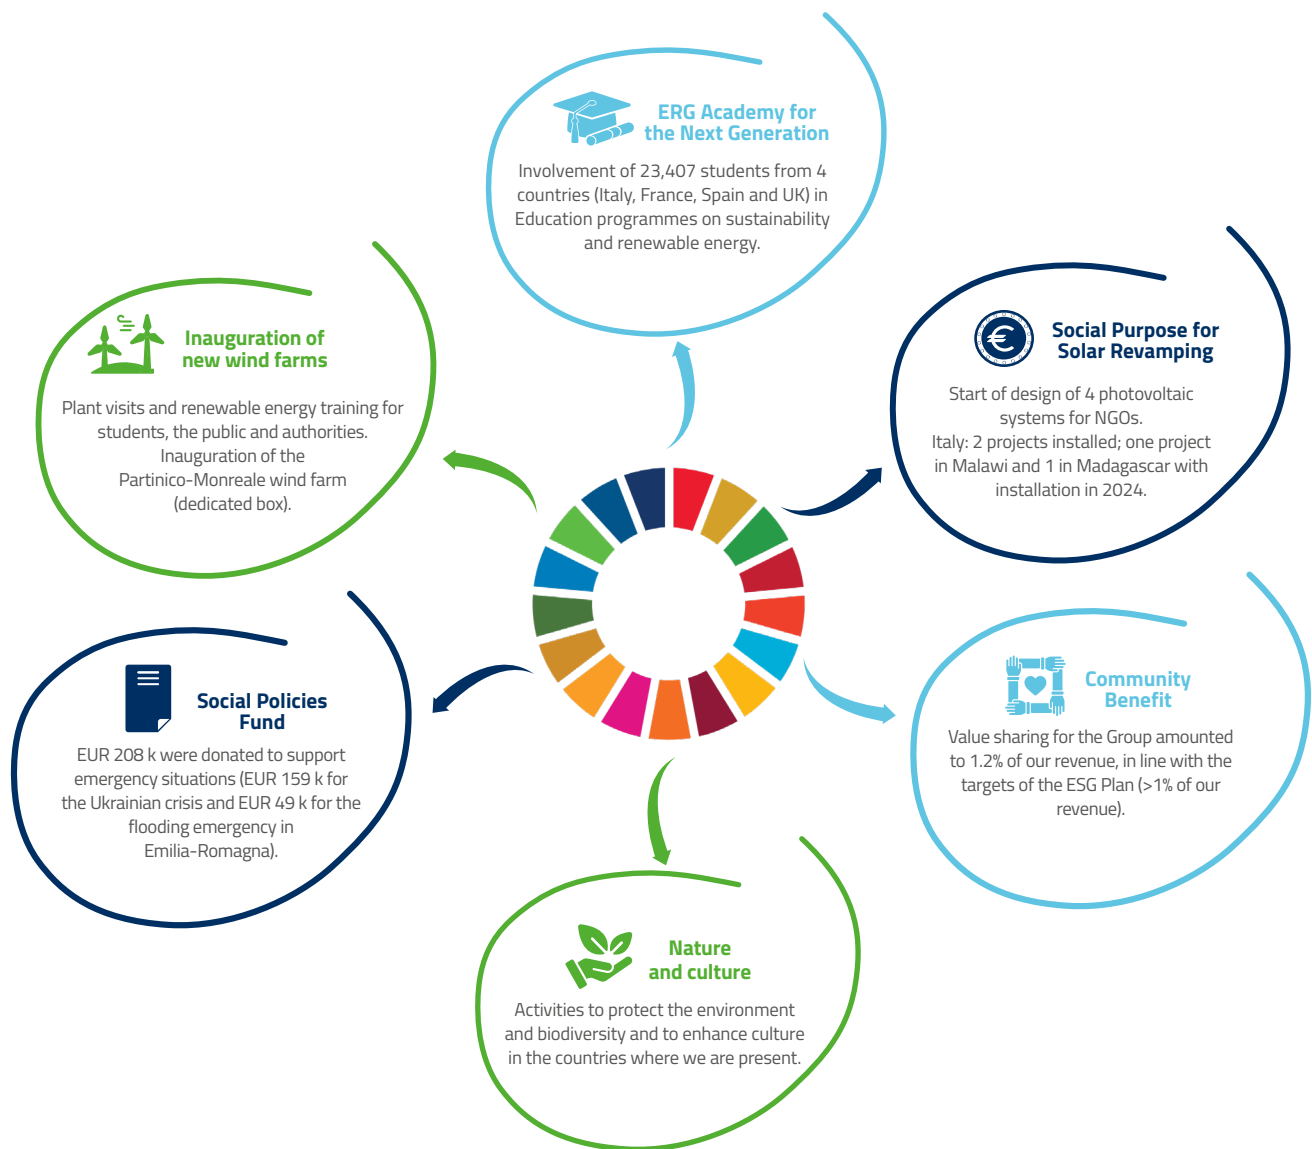 ERG Academy for
the Next Generation
Involvement of 23,407 students from 4
countries (Italy, France, Spain and UK) in
Education programmes on sustainability
and renewable energy.
Inauguration of
new wind farms
Plant visits and renewable energy training for
students, the public and authorities.
Inauguration of the
Partinico-Monreale wind farm
(dedicated box).
Social Purpose for
Solar Revamping
Start of design of 4 photovoltaic
systems for NGOs.
Italy: 2 projects installed; one project
in Malawi and 1 in Madagascar with
installation in 2024.
Social Policies
Fund
EUR 208 k were donated to support
emergency situations (EUR 159 k for
the Ukrainian crisis and EUR 49 k for the
flooding emergency in
Emilia-Romagna).
Community
Benefit
Value sharing for the Group amounted
to 1.2% of our revenue, in line with the
targets of the ESG Plan (>1% of our
revenue).
Nature
and culture
Activities to protect the environment
and biodiversity and to enhance culture
in the countries where we are present.